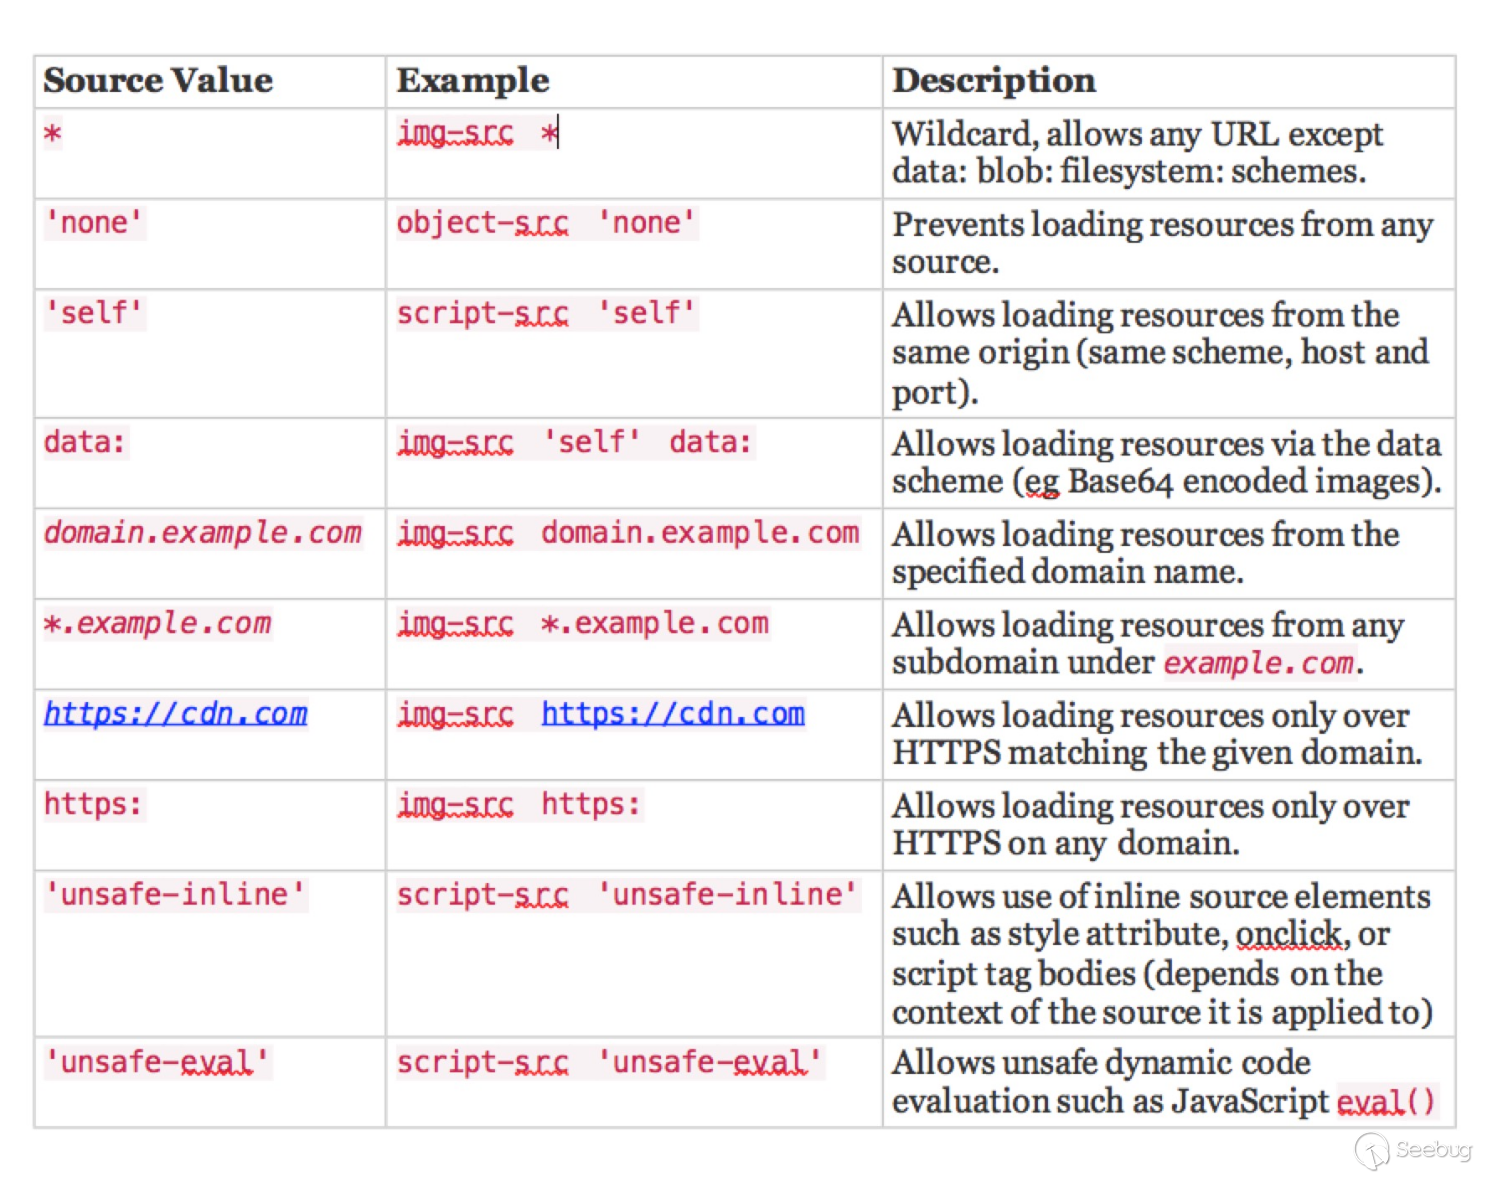 Source Value Example Description
* img-src * Wildcard, allows any URL except
data: blob: filesystem: schemes.
'none' object-src 'none' Prevents loading resources from any
source.
'self' script-src 'self' Allows loading resources from the
same origin (same scheme, host and
port).
data: img-src 'self' data: Allows loading resources via the data
scheme (eg Base64 encoded images).
domain.example.com img-src domain.example.com Allows loading resources from the
specified domain name.
*.example.com img-src *.example.com Allows loading resources from any
subdomain under example.com.
https://cdn.com img-src https://cdn.com Allows loading resources only over
HTTPS matching the given domain.
https: img-src https: Allows loading resources only over
HTTPS on any domain.
'unsafe-inline' script-src 'unsafe-inline' Allows use of inline source elements
such as style attribute, onclick, or
script tag bodies (depends on the
context of the source it is applied to)
'unsafe-eval' script-src 'unsafe-eval' Allows unsafe dynamic code
evaluation such as JavaScript eval()
Seebug